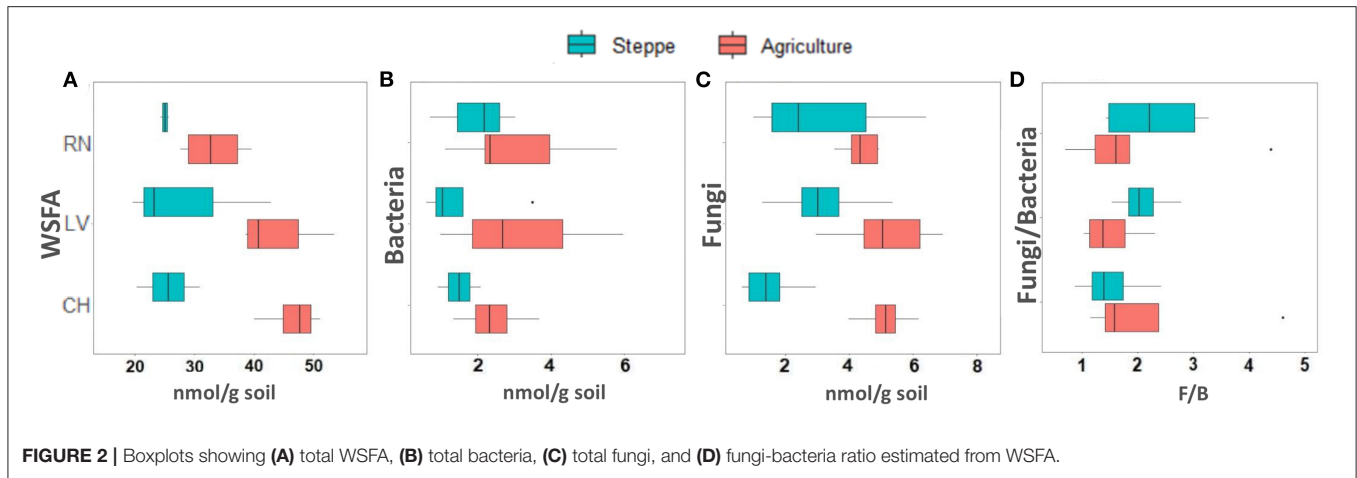 Steppe Agriculture
A B C D
WSFA
RN
LV
CH
20 30 40 50
nmol/g soil
Bacteria
2 4 6
nmol/g soil
Fungi
2 4 6 8
nmol/g soil
Fungi/Bacteria
1 2 3 4 5
F/B
FIGURE 2 | Boxplots showing (A) total WSFA, (B) total bacteria, (C) total fungi, and (D) fungi-bacteria ratio estimated from WSFA.